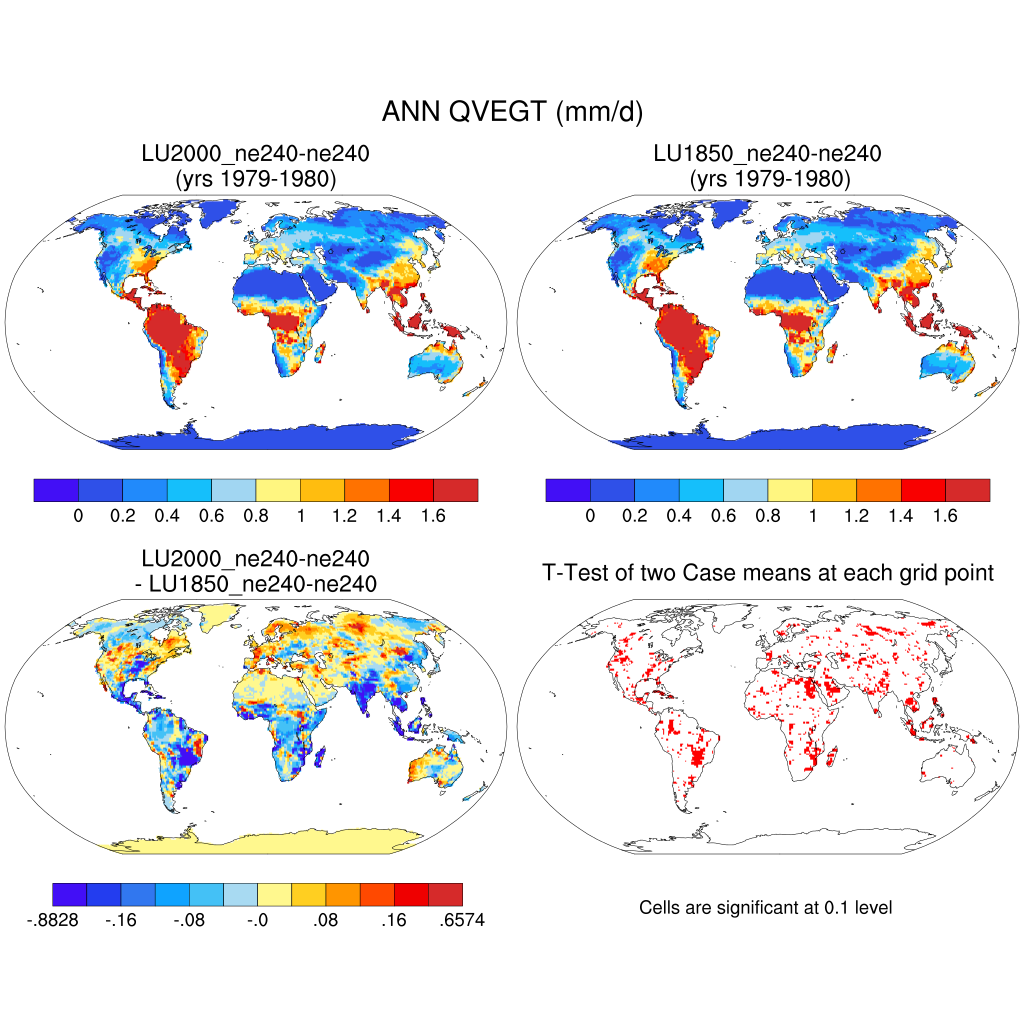 ANN QVEGT (mm/d)
LU2000_ne240-ne240
(yrs 1979-1980)
LU1850_ne240-ne240
(yrs 1979-1980)
0 0.2 0.4 0.6 0.8 1 1.2 1.4 1.6
0 0.2 0.4 0.6 0.8 1 1.2 1.4 1.6
LU2000_ne240-ne240
- LU1850_ne240-ne240
T-Test of two Case means at each grid point
-.8828 -.16 -.08 -.0 .08 .16 .6574
Cells are significant at 0.1 level